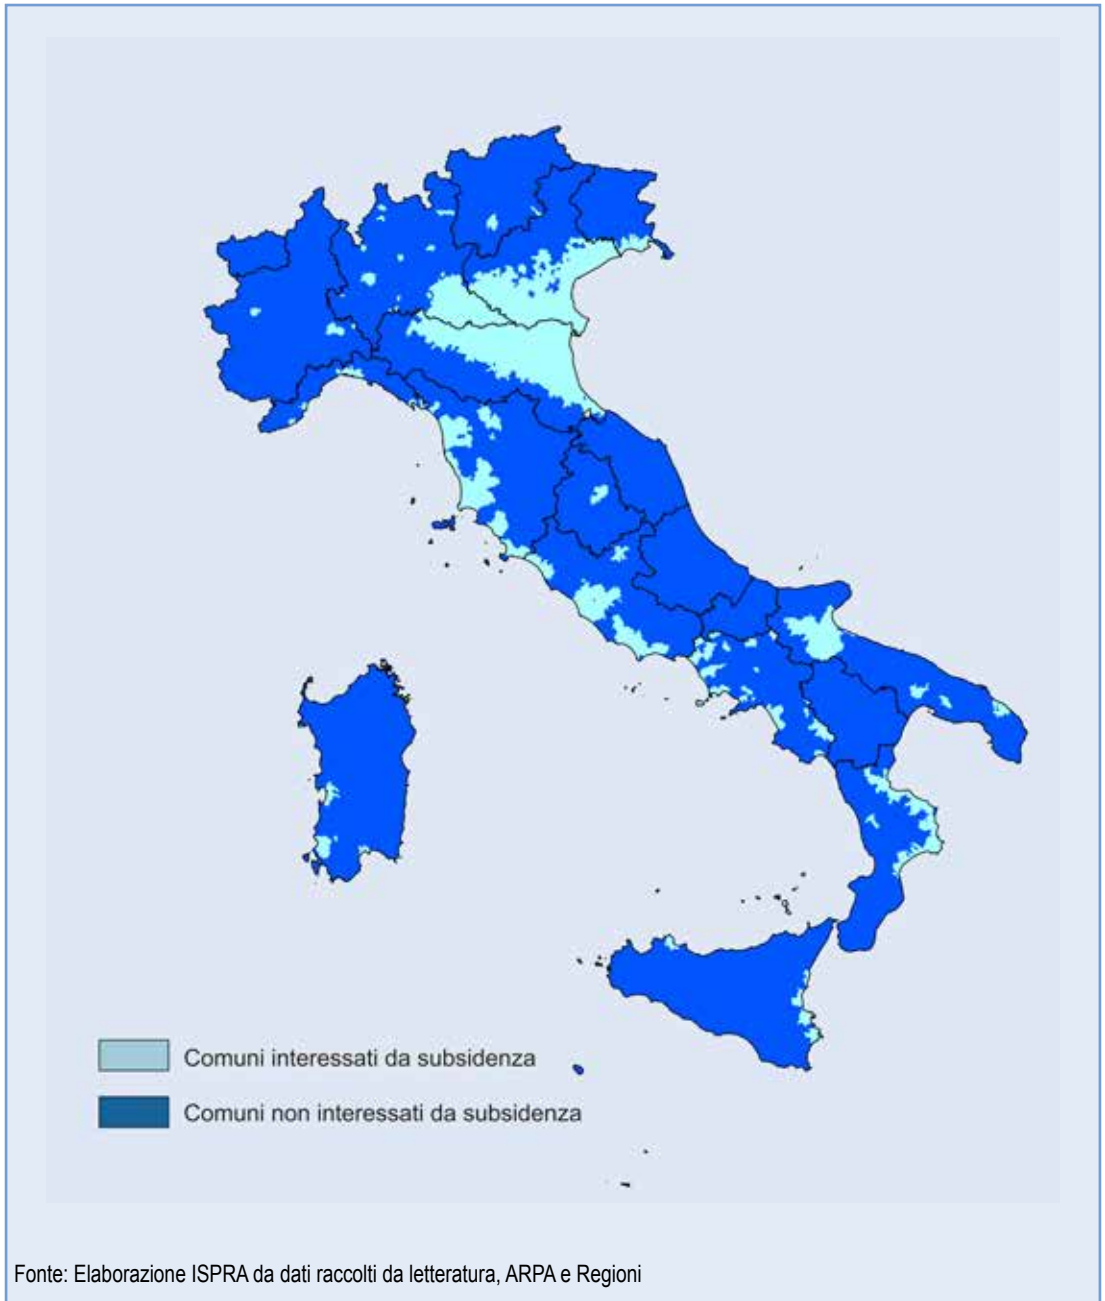 Comuni interessati da subsidenza
Comuni non interessati da subsidenza
Fonte: Elaborazione ISPRA da dati raccolti da letteratura, ARPA e Regioni